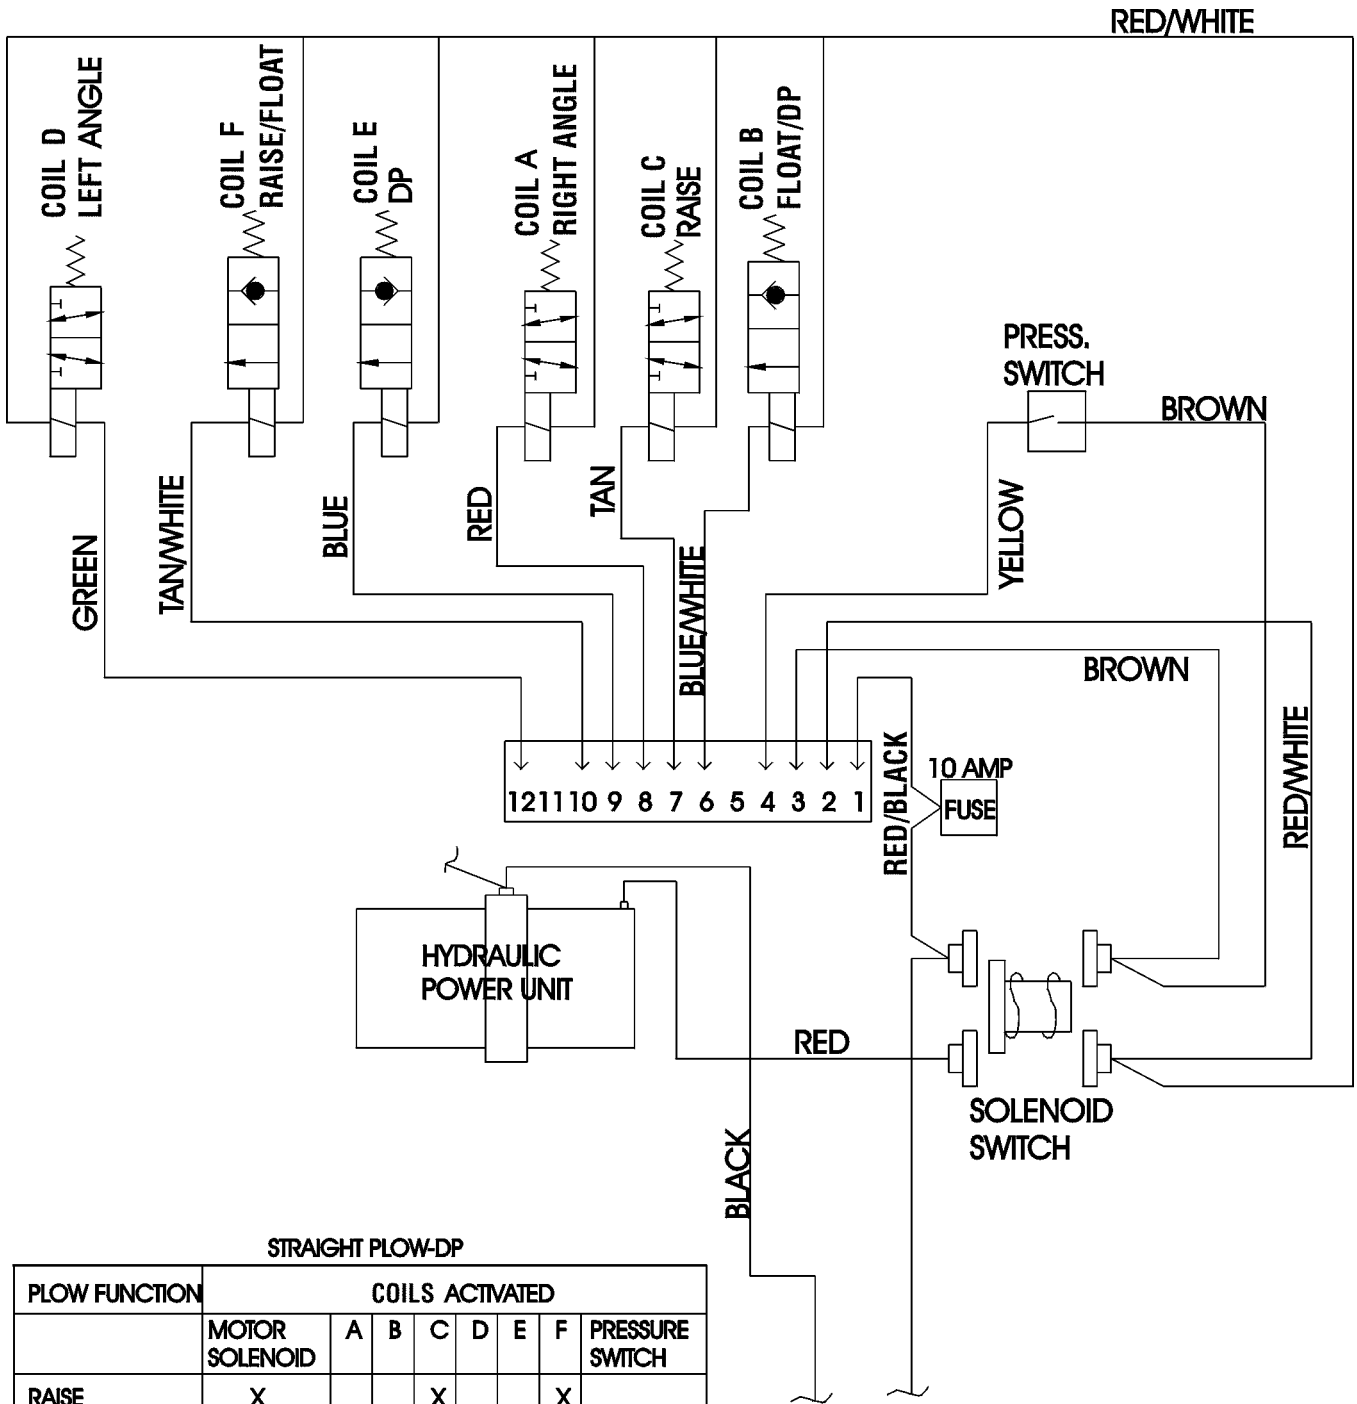 RED/WHITE
COIL D
LEFT ANGLE
COIL F
RAISE/FLOAT
COIL E
DP
COIL A
RIGHT ANGLE
COIL C
RAISE
COIL B
FLOAT/DP
PRESS.
SWITCH
BROWN
GREEN
TAN/WHITE
BLUE
RED
TAN
BLUE/WHITE
YELLOW
BROWN
RED/WHITE
RED/BLACK
10 AMP
FUSE
12 11 10 9 8 7 6 5 4 3 2 1
HYDRAULIC
POWER UNIT
RED
BLACK
SOLENOID
SWITCH
STRAIGHT PLOW-DP
PLOW FUNCTION COILS ACTIVATED
MOTOR SOLENOID A B C D E F PRESSURE SWITCH
RAISE X X X